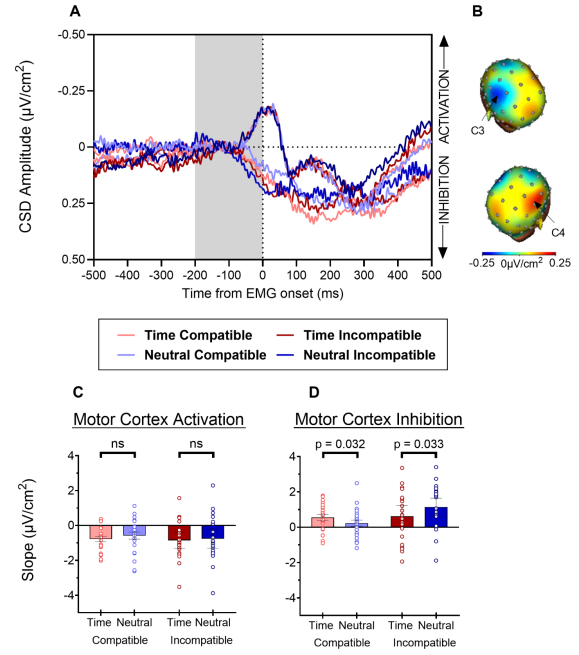 A
B
-0.50
-0.25
0
0.25
0.50
CSD Amplitude (μV/cm²)
-500 -400 -300 -200 -100 0 100 200 300 400 500
Time from EMG onset (ms)
ACTIVATION
INHIBITION
C3
C4
-0.25 0μV/cm² 0.25
Time Compatible
Time Incompatible
Neutral Compatible
Neutral Incompatible
C
Motor Cortex Activation
ns
ns
4
2
0
-2
-4
Slope (μV/cm²)
Time Neutral Time Neutral
Compatible Incompatible
D
Motor Cortex Inhibition
p = 0.032 p = 0.033
4
2
0
-2
-4
Time Neutral Time Neutral
Compatible Incompatible